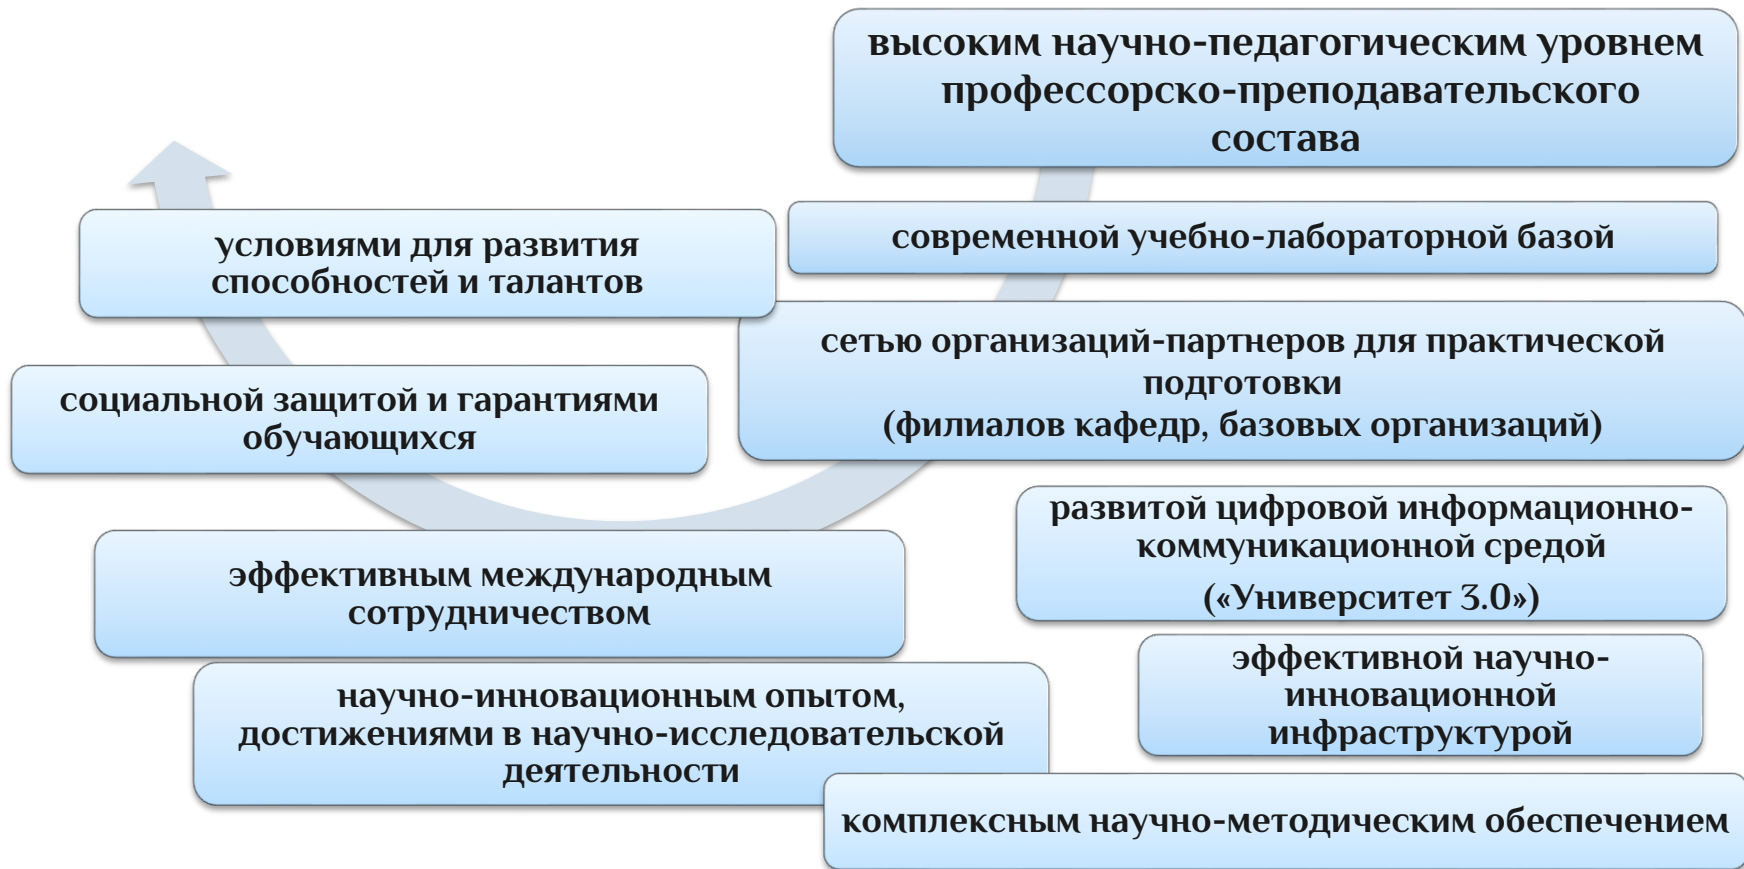 высоким научно-педагогическим уровнем
профессорско-преподавательского
состава
современной учебно-лабораторной базой
сетью организаций-партнеров для практической
подготовки
(филиалов кафедр, базовых организаций)
развитой цифровой информационно-
коммуникационной средой
(«Университет 3.0»)
эффективной научно-
инновационной
инфраструктурой
комплексным научно-методическим обеспечением
научно-инновационным опытом,
достижениями в научно-исследовательской
деятельности
эффективным международным
сотрудничеством
социальной защитой и гарантиями
обучающихся
условиями для развития
способностей и талантов